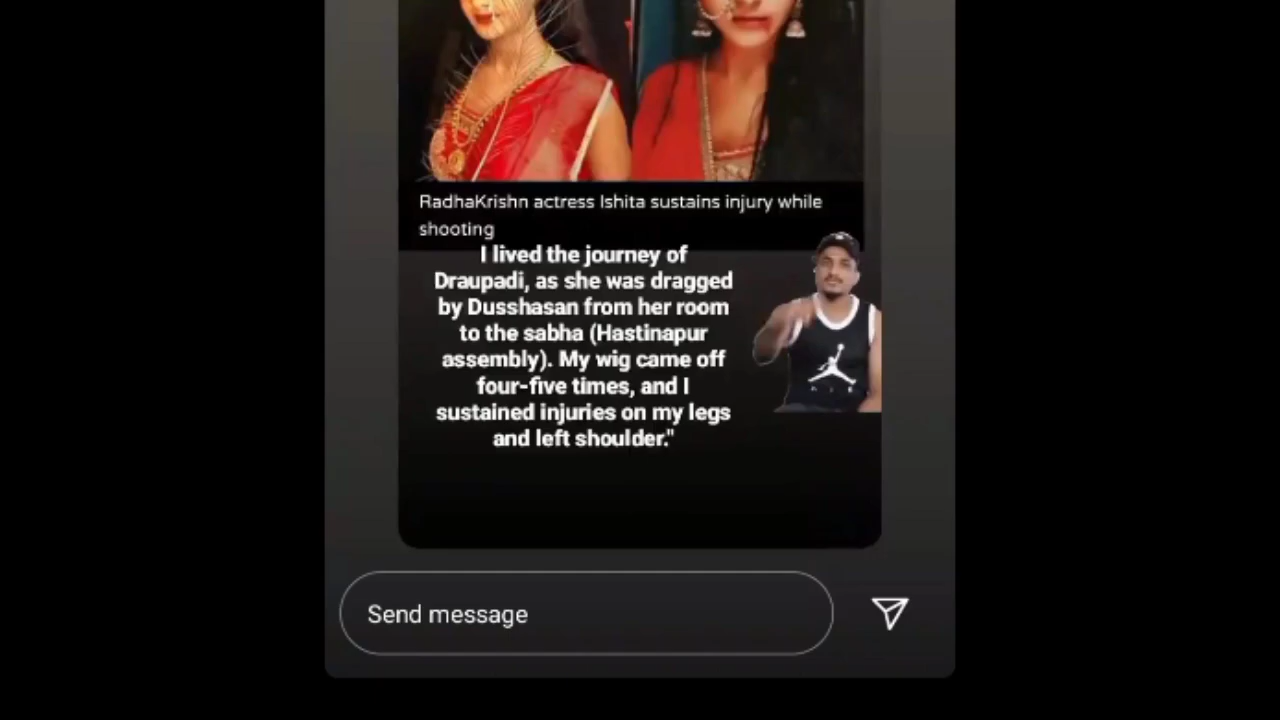 RadhaKrishn actress Ishita sustains injury while
shooting
I lived the journey of
Draupadi, as she was dragged
by Dusshasan from her room
to the sabha (Hastinapur
assembly). My wig came off
four-five times, and I
sustained injuries on my legs
and left shoulder."
Send message